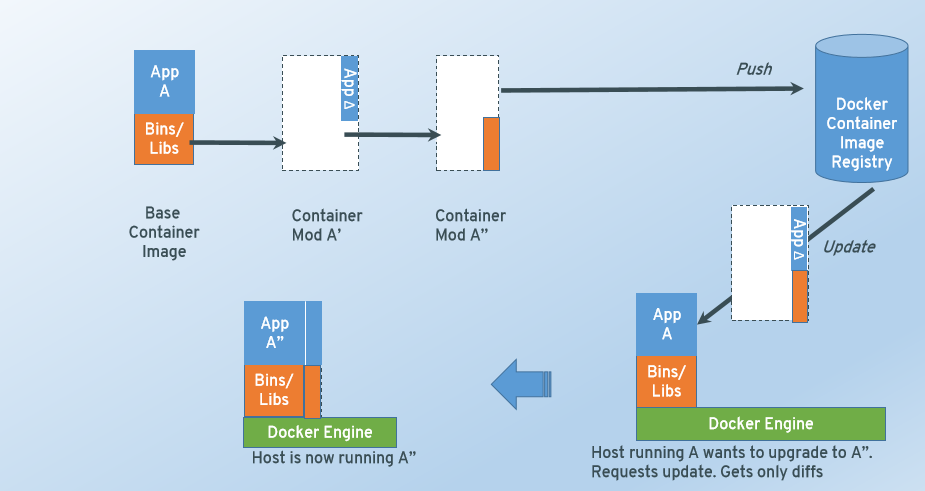 App
A
Bins/
Libs
Base
Container
Image
App Δ
Container
Mod A’
Container
Mod A”
Push
Docker
Container
Image
Registry
App Δ
Update
App
A
Bins/
Libs
Docker Engine
Host running A wants to upgrade to A”.
Requests update. Gets only diffs
App
A”
Bins/
Libs
Docker Engine
Host is now running A”